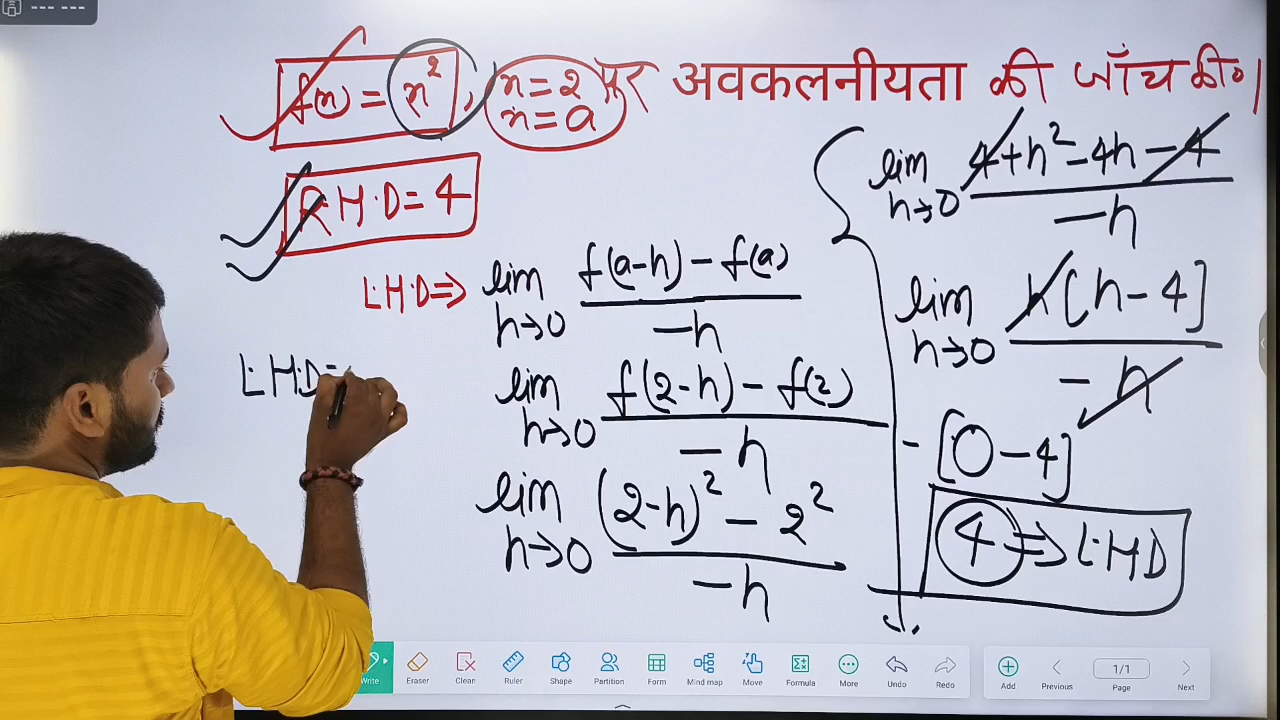 f(x) = x², x = 2 पर अवकलनीयता की जाँच की०।
x = a
R.H.D = 4
L.H.D ⇒ lim h→0 f(a-h) - f(a) / -h
lim h→0 f(2-h) - f(2) / -h
lim h→0 (2-h)² - 2² / -h
L.H.D =
lim h→0 4+h²-4h-4 / -h
lim h→0 h[h-4] / -h
- [0-4]
4 ⇒ L.H.D
Write
Eraser
Clean
Ruler
Shape
Partition
Form
Mind map
Move
Formula
More
Undo
Redo
Add
Previous
1/1
Page
Next